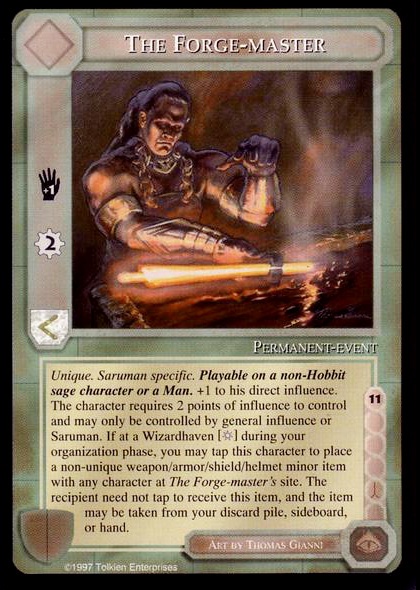 THE FORGE-MASTER
+1
2
PERMANENT-EVENT
Unique. Saruman specific. Playable on a non-Hobbit
sage character or a Man. +1 to his direct influence.
The character requires 2 points of influence to control
and may only be controlled by general influence or
Saruman. If at a Wizardhaven [☼] during your
organization phase, you may tap this character to place
a non-unique weapon/armor/shield/helmet minor item
with any character at The Forge-master's site. The
recipient need not tap to receive this item, and the item
may be taken from your discard pile, sideboard,
or hand.
11
ART BY THOMAS GIANNI
©1997 Tolkien Enterprises